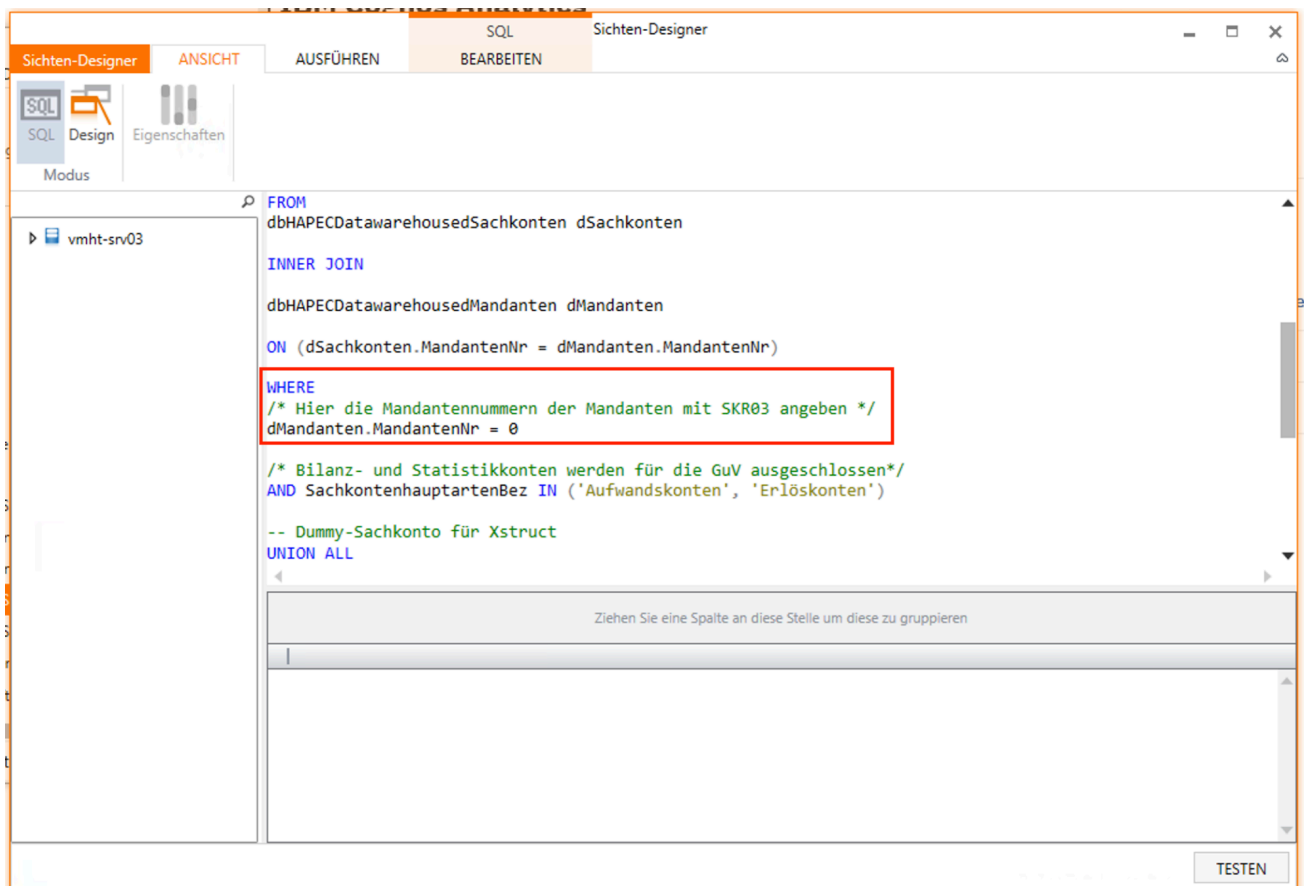 SQL
Sichten-Designer
Sichten-Designer
ANSICHT
AUSFÜHREN
BEARBEITEN
SQL
SQL
Design
Eigenschaften
Modus
vmht-srv03
FROM
dbHAPECDatawarehousedSachkonten dSachkonten
INNER JOIN
dbHAPECDatawarehousedMandanten dMandanten
ON (dSachkonten.MandantenNr = dMandanten.MandantenNr)
WHERE
/* Hier die Mandantennummern der Mandanten mit SKR03 angeben */
dMandanten.MandantenNr = 0
/* Bilanz- und Statistikkonten werden für die GuV ausgeschlossen*/
AND SachkontenhauptartenBez IN ('Aufwandskonten', 'Erlöskonten')
-- Dummy-Sachkonto für Xstruct
UNION ALL
Ziehen Sie eine Spalte an diese Stelle um diese zu gruppieren
TESTEN